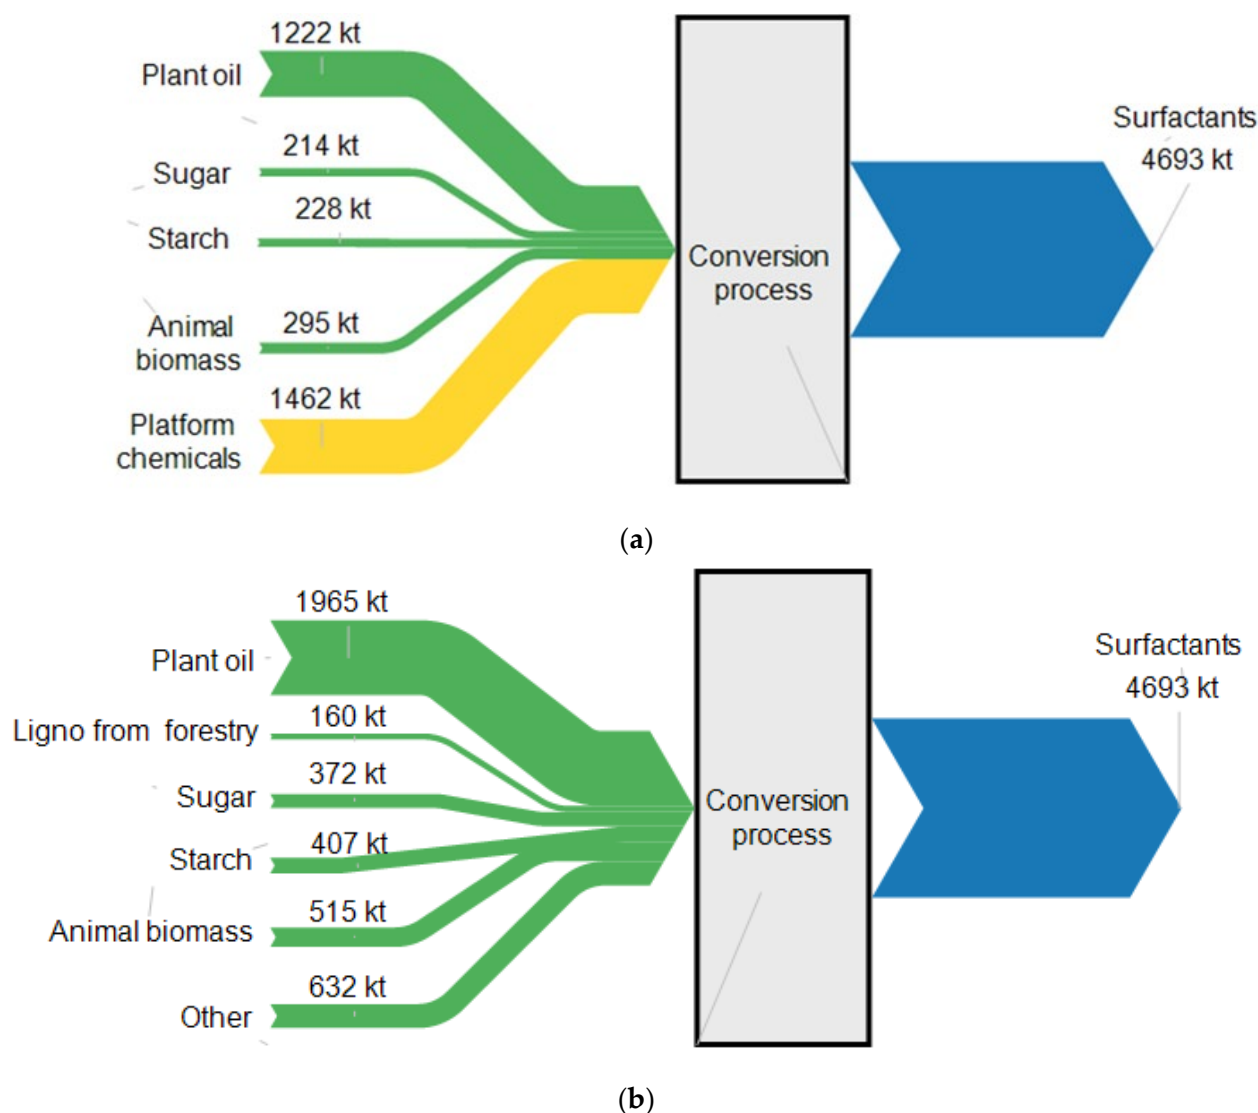 1222 kt
Plant oil
214 kt
Sugar
228 kt
Starch
295 kt
Animal
biomass
1462 kt
Platform
chemicals
Conversion
process
Surfactants
4693 kt
(a)
1965 kt
Plant oil
160 kt
Ligno from forestry
372 kt
Sugar
407 kt
Starch
515 kt
Animal biomass
632 kt
Other
Conversion
process
Surfactants
4693 kt
(b)